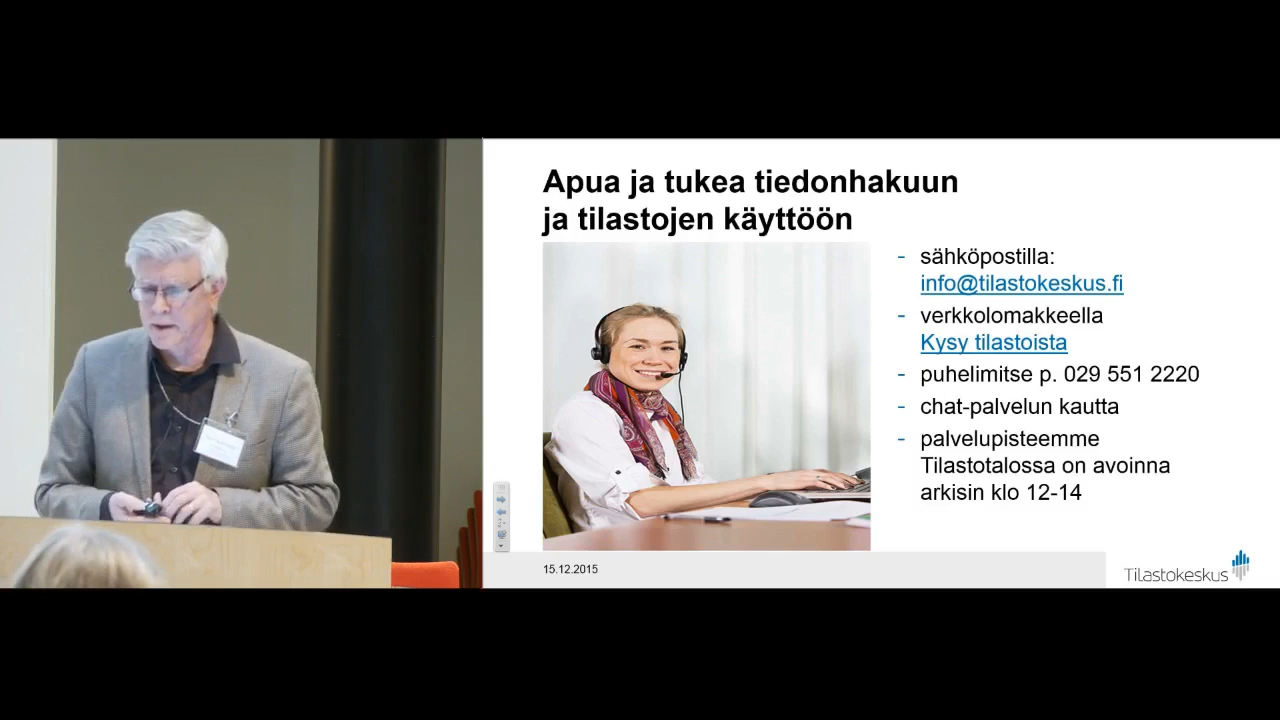 Apua ja tukea tiedonhakuun
ja tilastojen käyttöön
- sähköpostilla:
info@tilastokeskus.fi
- verkkolomakkeella
Kysy tilastoista
- puhelimitse p. 029 551 2220
- chat-palvelun kautta
- palvelupisteemme
Tilastotalossa on avoinna
arkisin klo 12-14
15.12.2015
Tilastokeskus